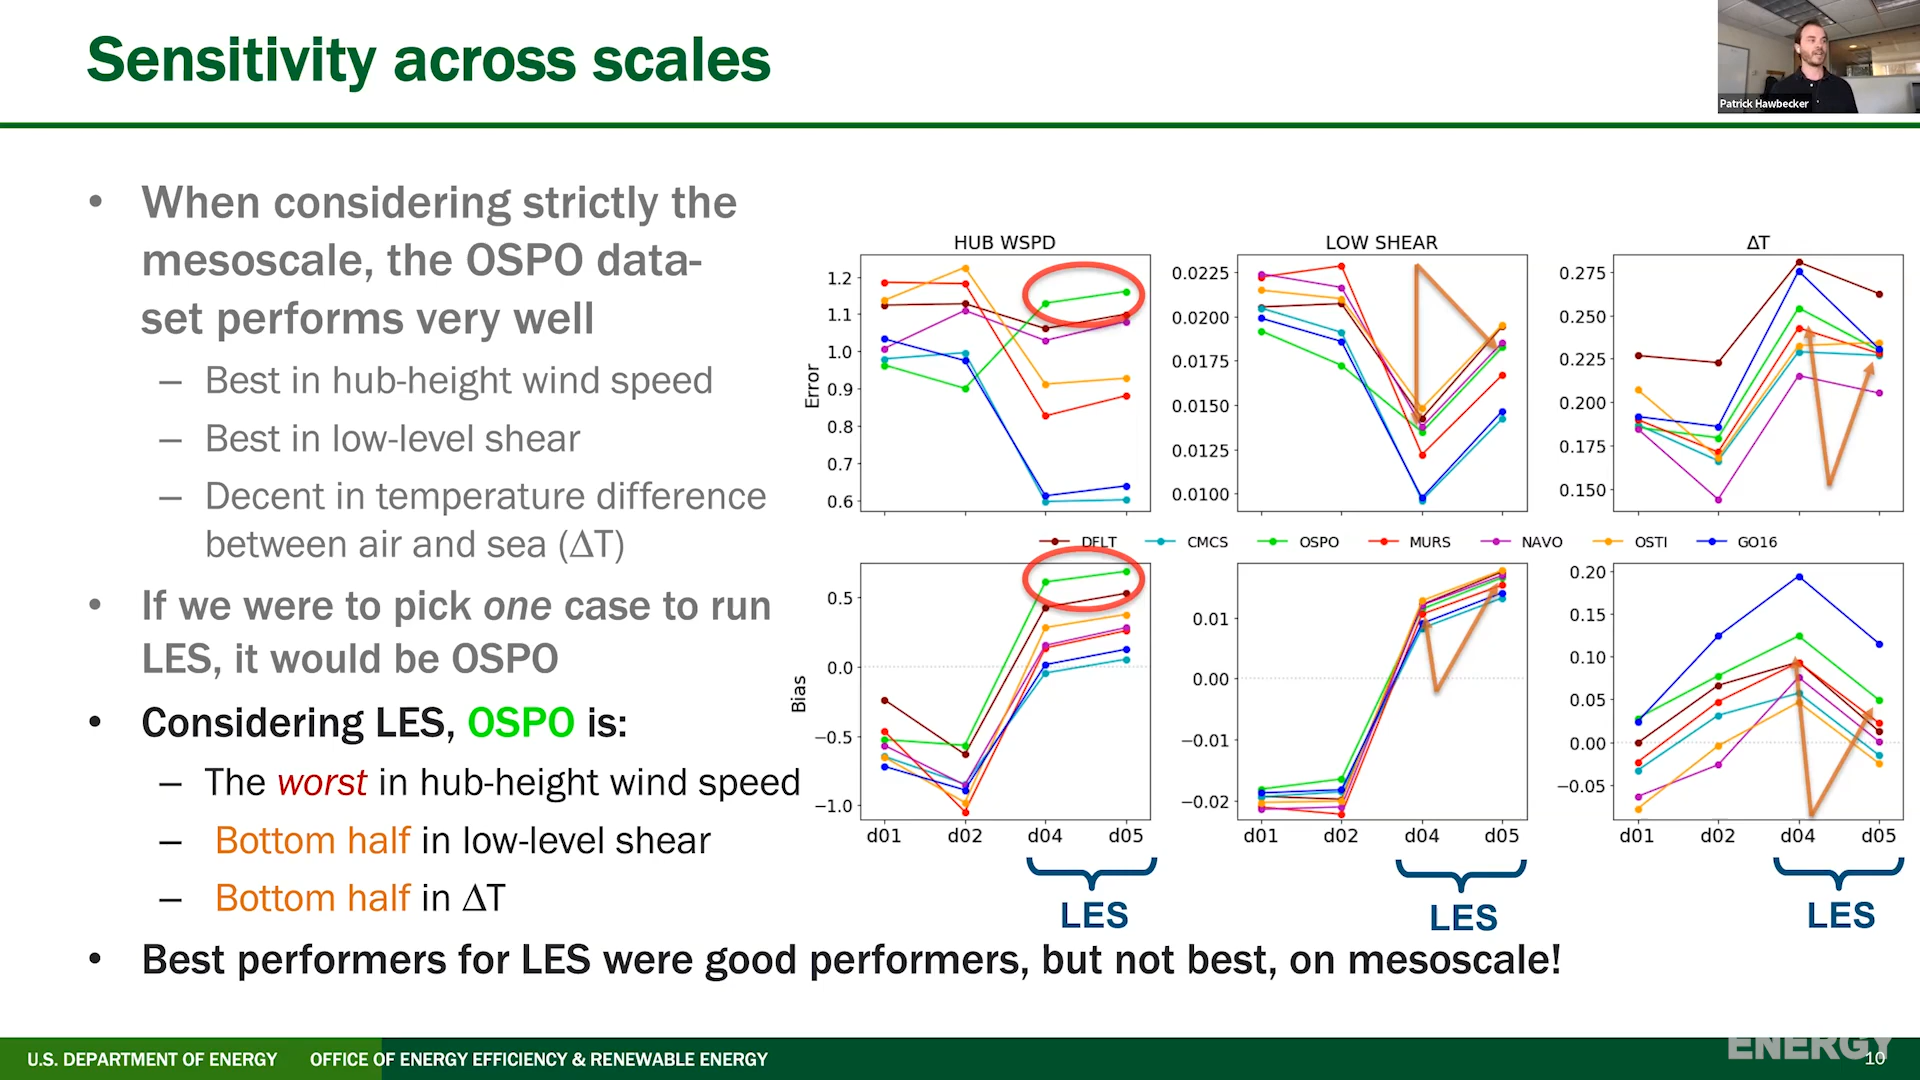 Sensitivity across scales
Patrick Hawbecker
• When considering strictly the
mesoscale, the OSPO data-
set performs very well
– Best in hub-height wind speed
– Best in low-level shear
– Decent in temperature difference
between air and sea (ΔT)
• If we were to pick one case to run
LES, it would be OSPO
• Considering LES, OSPO is:
– The worst in hub-height wind speed
– Bottom half in low-level shear
– Bottom half in ΔT
• Best performers for LES were good performers, but not best, on mesoscale!
HUB WSPD
Error
1.2
1.1
1.0
0.9
0.8
0.7
0.6
LOW SHEAR
0.0225
0.0200
0.0175
0.0150
0.0125
0.0100
ΔT
0.275
0.250
0.225
0.200
0.175
0.150
DFLT CMCS OSPO MURS NAVO OSTI GO16
Bias
0.5
0.0
−0.5
−1.0
d01 d02 d04 d05
LES
0.01
0.00
−0.01
−0.02
d01 d02 d04 d05
LES
0.20
0.15
0.10
0.05
0.00
−0.05
d01 d02 d04 d05
LES
U.S. DEPARTMENT OF ENERGY OFFICE OF ENERGY EFFICIENCY & RENEWABLE ENERGY
ENERGY
10